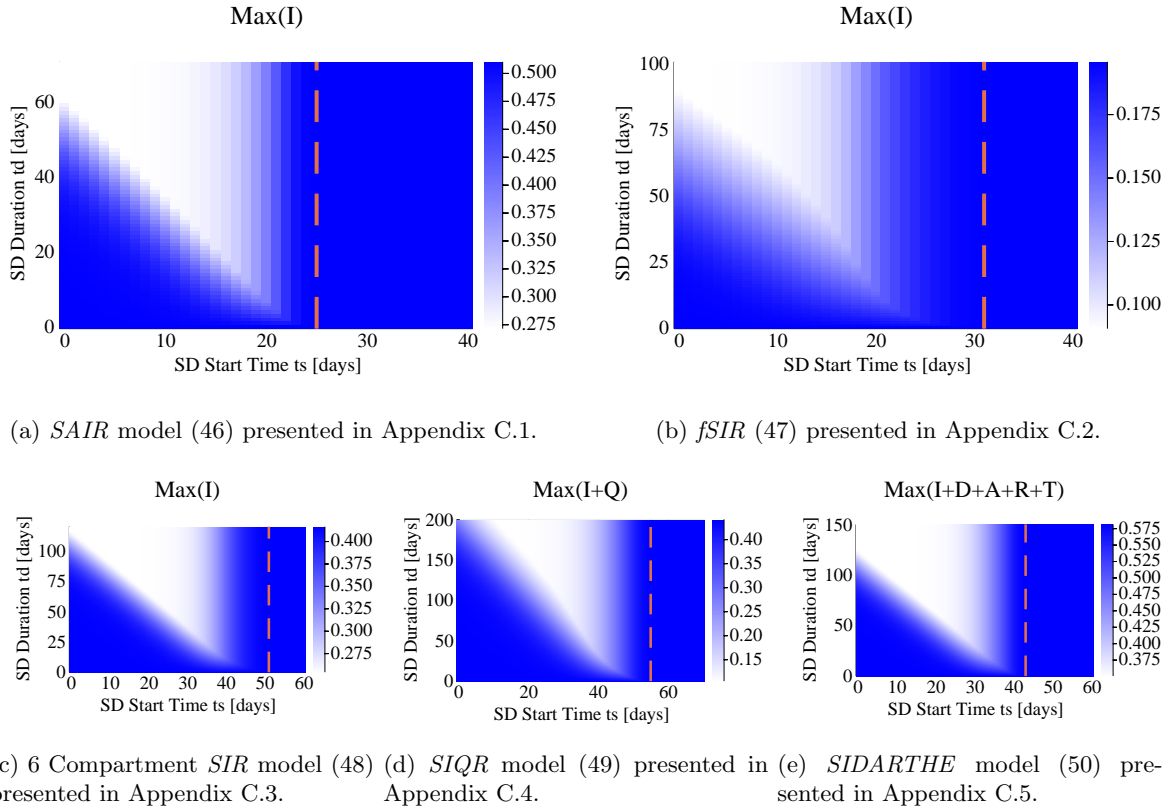 Max(I)
SD Duration td [days]
60
40
20
0
0 10 20 30 40
SD Start Time ts [days]
0.500
0.475
0.450
0.425
0.400
0.375
0.350
0.325
0.300
0.275
(a) SAIR model (46) presented in Appendix C.1.
Max(I)
SD Duration td [days]
100
75
50
25
0
0 10 20 30 40
SD Start Time ts [days]
0.175
0.150
0.125
0.100
(b) fSIR (47) presented in Appendix C.2.
Max(I)
SD Duration td [days]
100
75
50
25
0
0 10 20 30 40 50 60
SD Start Time ts [days]
0.400
0.375
0.350
0.325
0.300
0.275
c) 6 Compartment SIR model (48)
presented in Appendix C.3.
Max(I+Q)
SD Duration td [days]
200
150
100
50
0
0 20 40 60
SD Start Time ts [days]
0.40
0.35
0.30
0.25
0.20
0.15
(d) SIQR model (49) presented in
Appendix C.4.
Max(I+D+A+R+T)
SD Duration td [days]
150
100
50
0
0 10 20 30 40 50 60
SD Start Time ts [days]
0.575
0.550
0.525
0.500
0.475
0.450
0.425
0.400
0.375
(e) SIDARTHE model (50) pre-
sented in Appendix C.5.